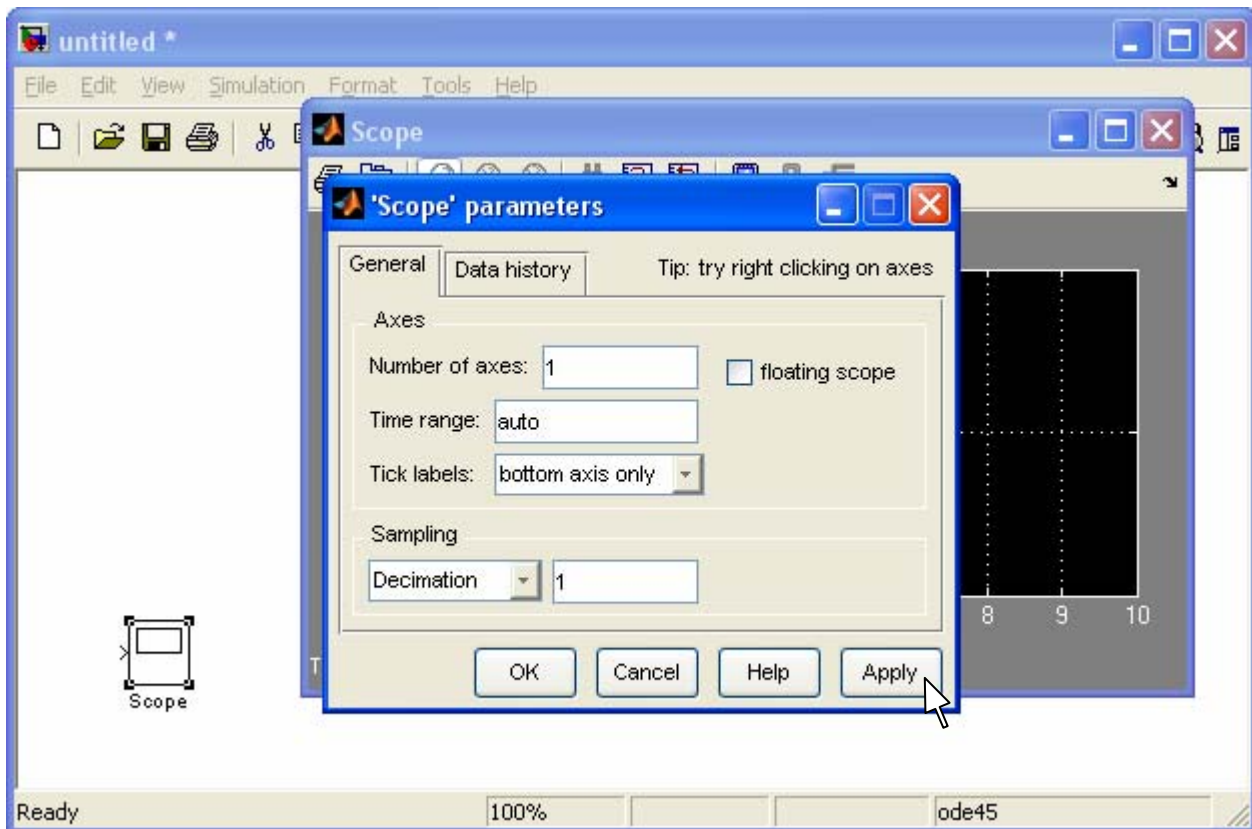 untitled *
File Edit View Simulation Format Tools Help
Scope
'Scope' parameters
General Data history Tip: try right clicking on axes
Axes
Number of axes: 1 floating scope
Time range: auto
Tick labels: bottom axis only
Sampling
Decimation 1
8 9 10
OK Cancel Help Apply
T
Scope
Ready 100% ode45